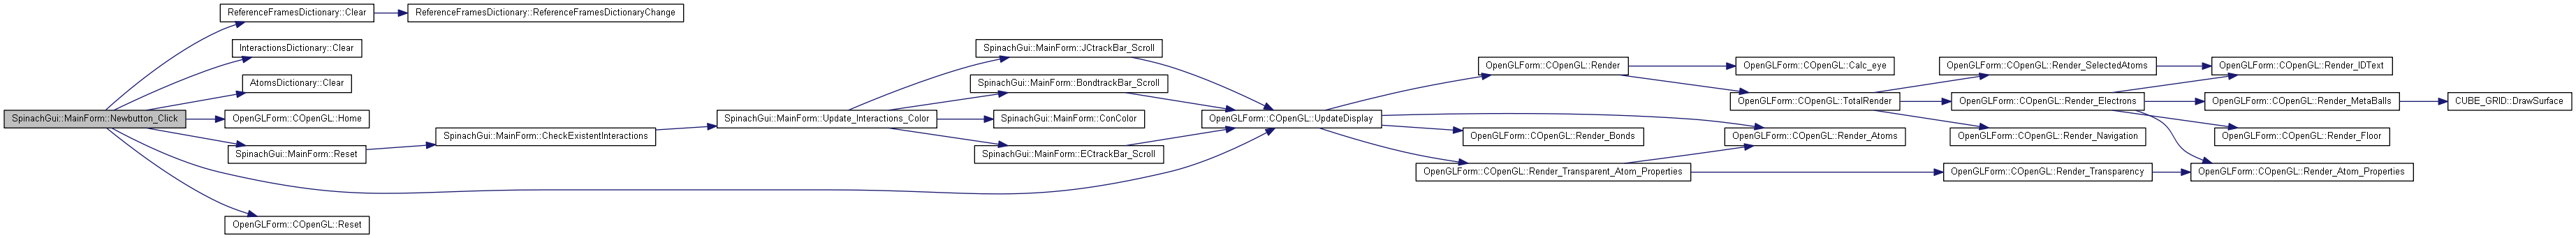 SpinachGui::MainForm::Newbutton_Click
ReferenceFramesDictionary::Clear
ReferenceFramesDictionary::ReferenceFramesDictionaryChange
InteractionsDictionary::Clear
AtomsDictionary::Clear
OpenGLForm::COpenGL::Home
SpinachGui::MainForm::Reset
OpenGLForm::COpenGL::Reset
SpinachGui::MainForm::CheckExistentInteractions
SpinachGui::MainForm::Update_Interactions_Color
SpinachGui::MainForm::JCtrackBar_Scroll
SpinachGui::MainForm::BondtrackBar_Scroll
SpinachGui::MainForm::ConColor
SpinachGui::MainForm::ECtrackBar_Scroll
OpenGLForm::COpenGL::UpdateDisplay
OpenGLForm::COpenGL::Render
OpenGLForm::COpenGL::Render_Bonds
OpenGLForm::COpenGL::Render_Transparent_Atom_Properties
OpenGLForm::COpenGL::Calc_eye
OpenGLForm::COpenGL::TotalRender
OpenGLForm::COpenGL::Render_Atoms
OpenGLForm::COpenGL::Render_SelectedAtoms
OpenGLForm::COpenGL::Render_Electrons
OpenGLForm::COpenGL::Render_Navigation
OpenGLForm::COpenGL::Render_Transparency
OpenGLForm::COpenGL::Render_IDText
OpenGLForm::COpenGL::Render_MetaBalls
OpenGLForm::COpenGL::Render_Floor
OpenGLForm::COpenGL::Render_Atom_Properties
CUBE_GRID::DrawSurface